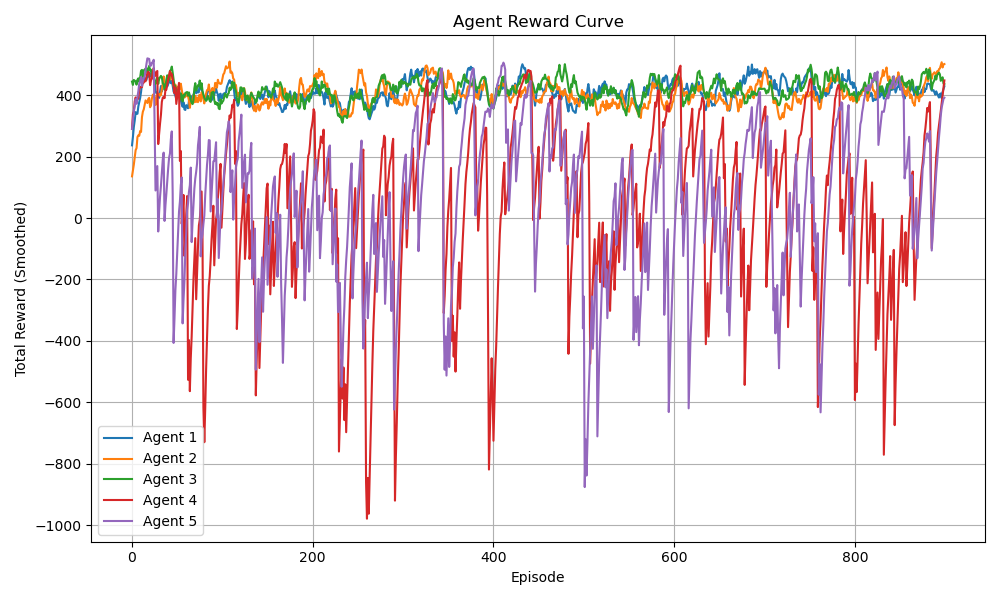 Agent Reward Curve
Total Reward (Smoothed)
400
200
0
−200
−400
−600
−800
−1000
Agent 1
Agent 2
Agent 3
Agent 4
Agent 5
0 200 400 600 800
Episode